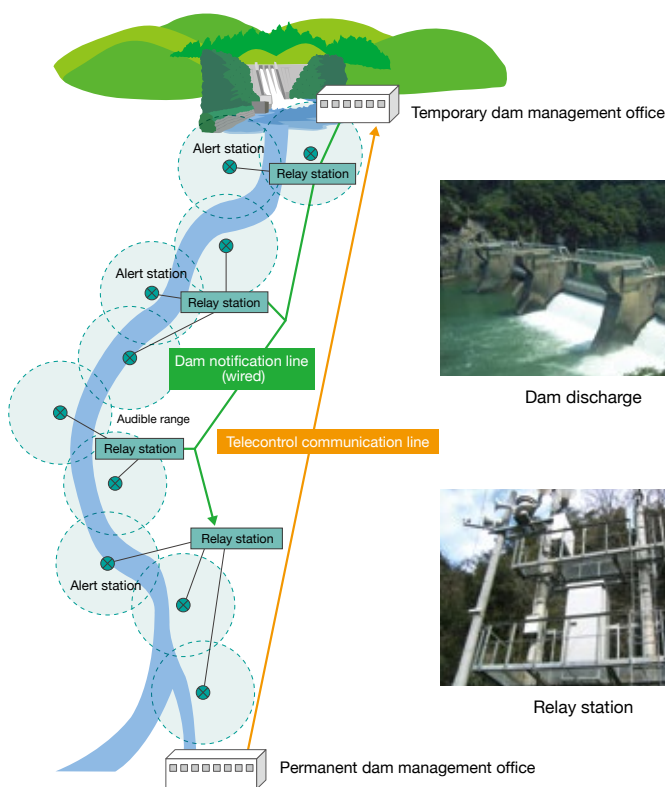 Temporary dam management office
Alert station
Relay station
Alert station
Relay station
Dam notification line
(wired)
Dam discharge
Audible range
Telecontrol communication line
Relay station
Relay station
Alert station
Relay station
Permanent dam management office